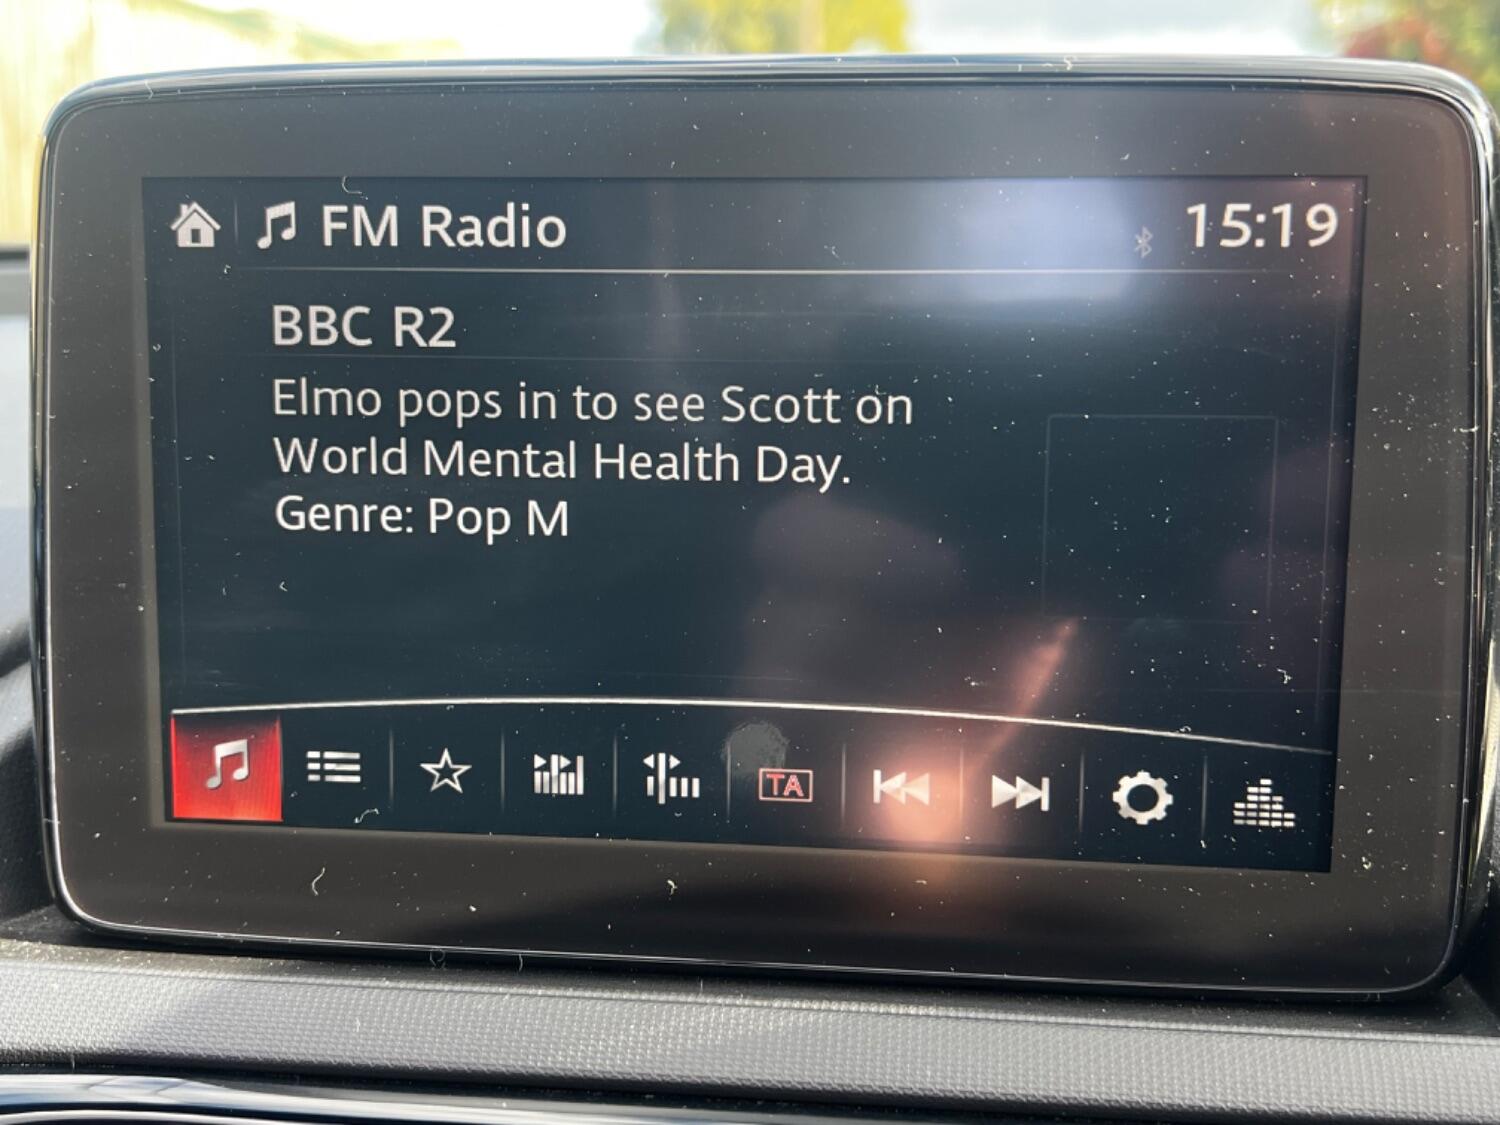 FM Radio
15:19
BBC R2
Elmo pops in to see Scott on
World Mental Health Day.
Genre: Pop M
TA